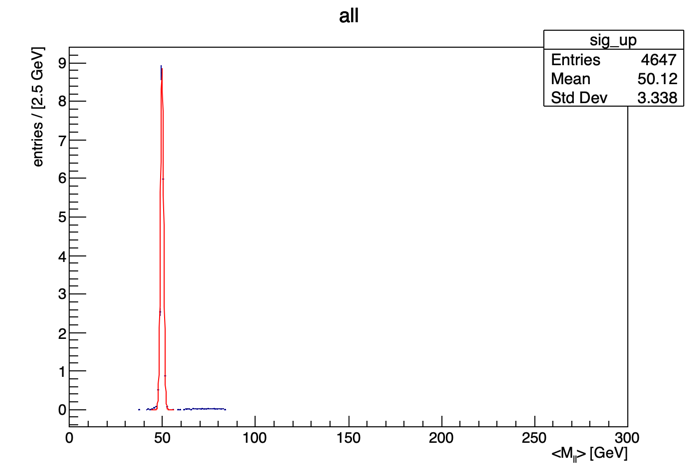 all
sig_up
Entries 4647
Mean 50.12
Std Dev 3.338
entries / [2.5 GeV]
9
8
7
6
5
4
3
2
1
0
0 50 100 150 200 250 300
<M_ll> [GeV]